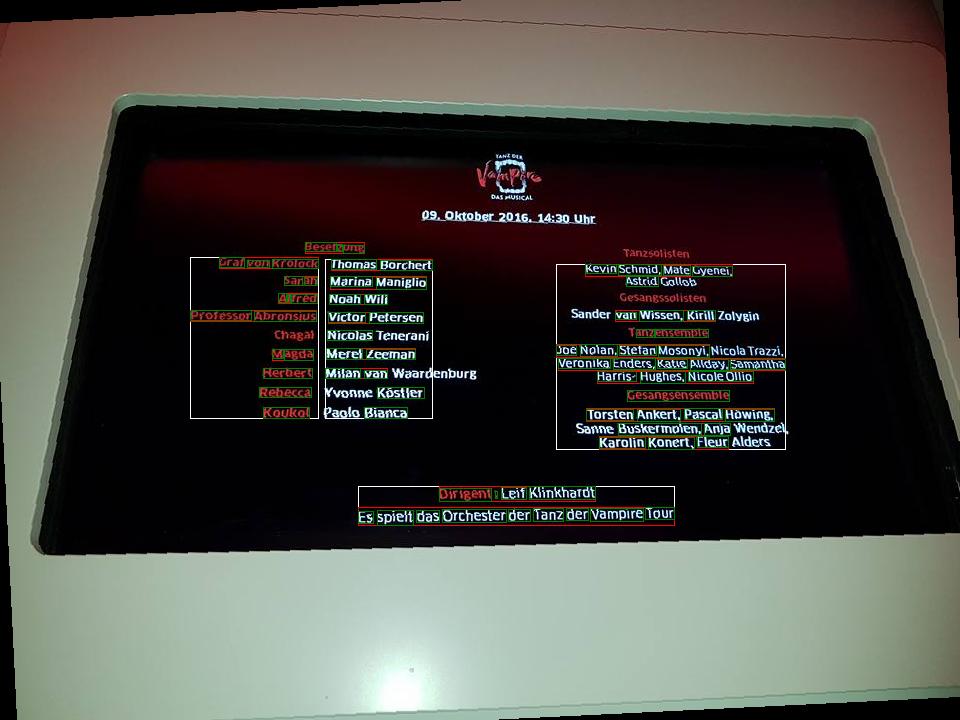 TANZ DER
Vampire
DAS MUSICAL
09. Oktober 2016, 14:30 Uhr
Besetzung
Graf von Krolock Thomas Borchert
Sarah Marina Maniglio
Alfred Noah Wili
Professor Abronsius Victor Petersen
Chagal Nicolas Tenerani
Magda Merel Zeeman
Herbert Milan van Waardenburg
Rebecca Yvonne Köstler
Koukol Paolo Bianca
Tanzsolisten
Kevin Schmid, Mate Gyenei,
Astrid Gollob
Gesangssolisten
Sander van Wissen, Kirill Zolygin
Tanzensemble
Joe Nolan, Stefan Mosonyi, Nicola Trazzi,
Veronika Enders, Katie Allday, Samantha
Harris- Hughes, Nicole Ollio
Gesangsensemble
Torsten Ankert, Pascal Höwing,
Sanne Buskermolen, Anja Wendzel,
Karolin Konert, Fleur Alders
Dirigent : Leif Klinkhardt
Es spielt das Orchester der Tanz der Vampire Tour